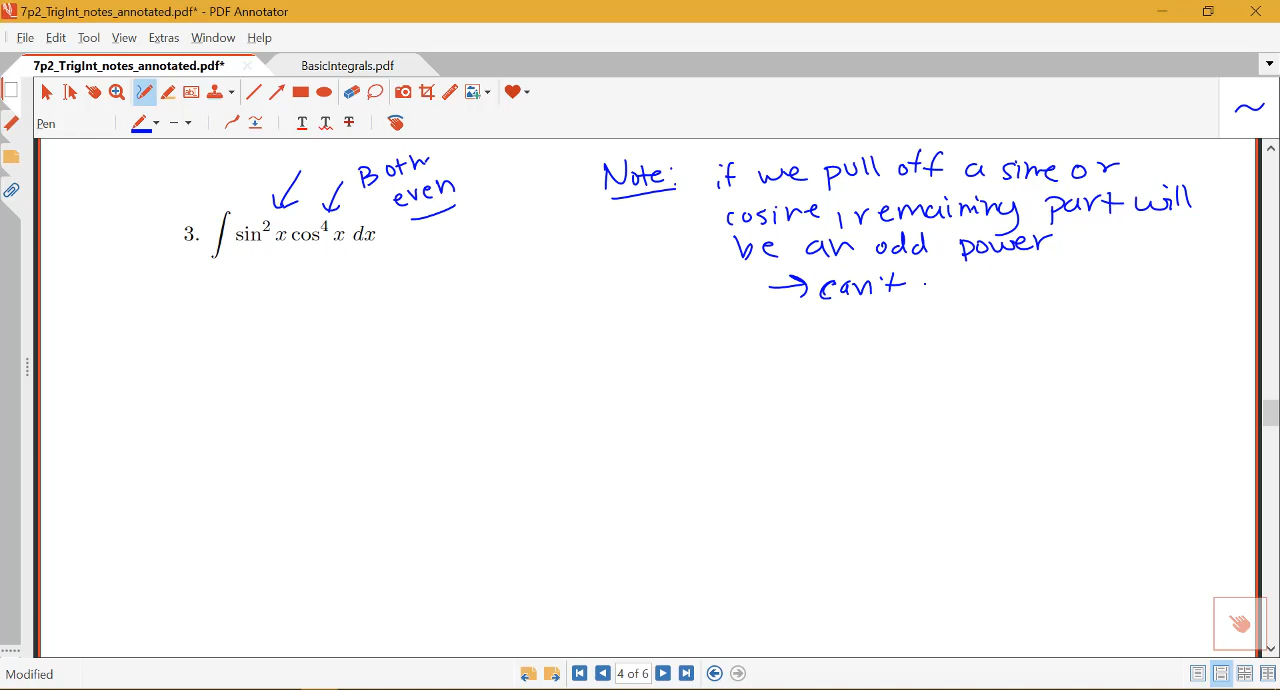 7p2_TrigInt_notes_annotated.pdf* - PDF Annotator
File Edit Tool View Extras Window Help
7p2_TrigInt_notes_annotated.pdf* BasicIntegrals.pdf
Pen
Both even
3. ∫ sin² x cos⁴ x dx
Note: if we pull off a sine or
cosine, remaining part will
be an odd power
→ can't
Modified
4 of 6